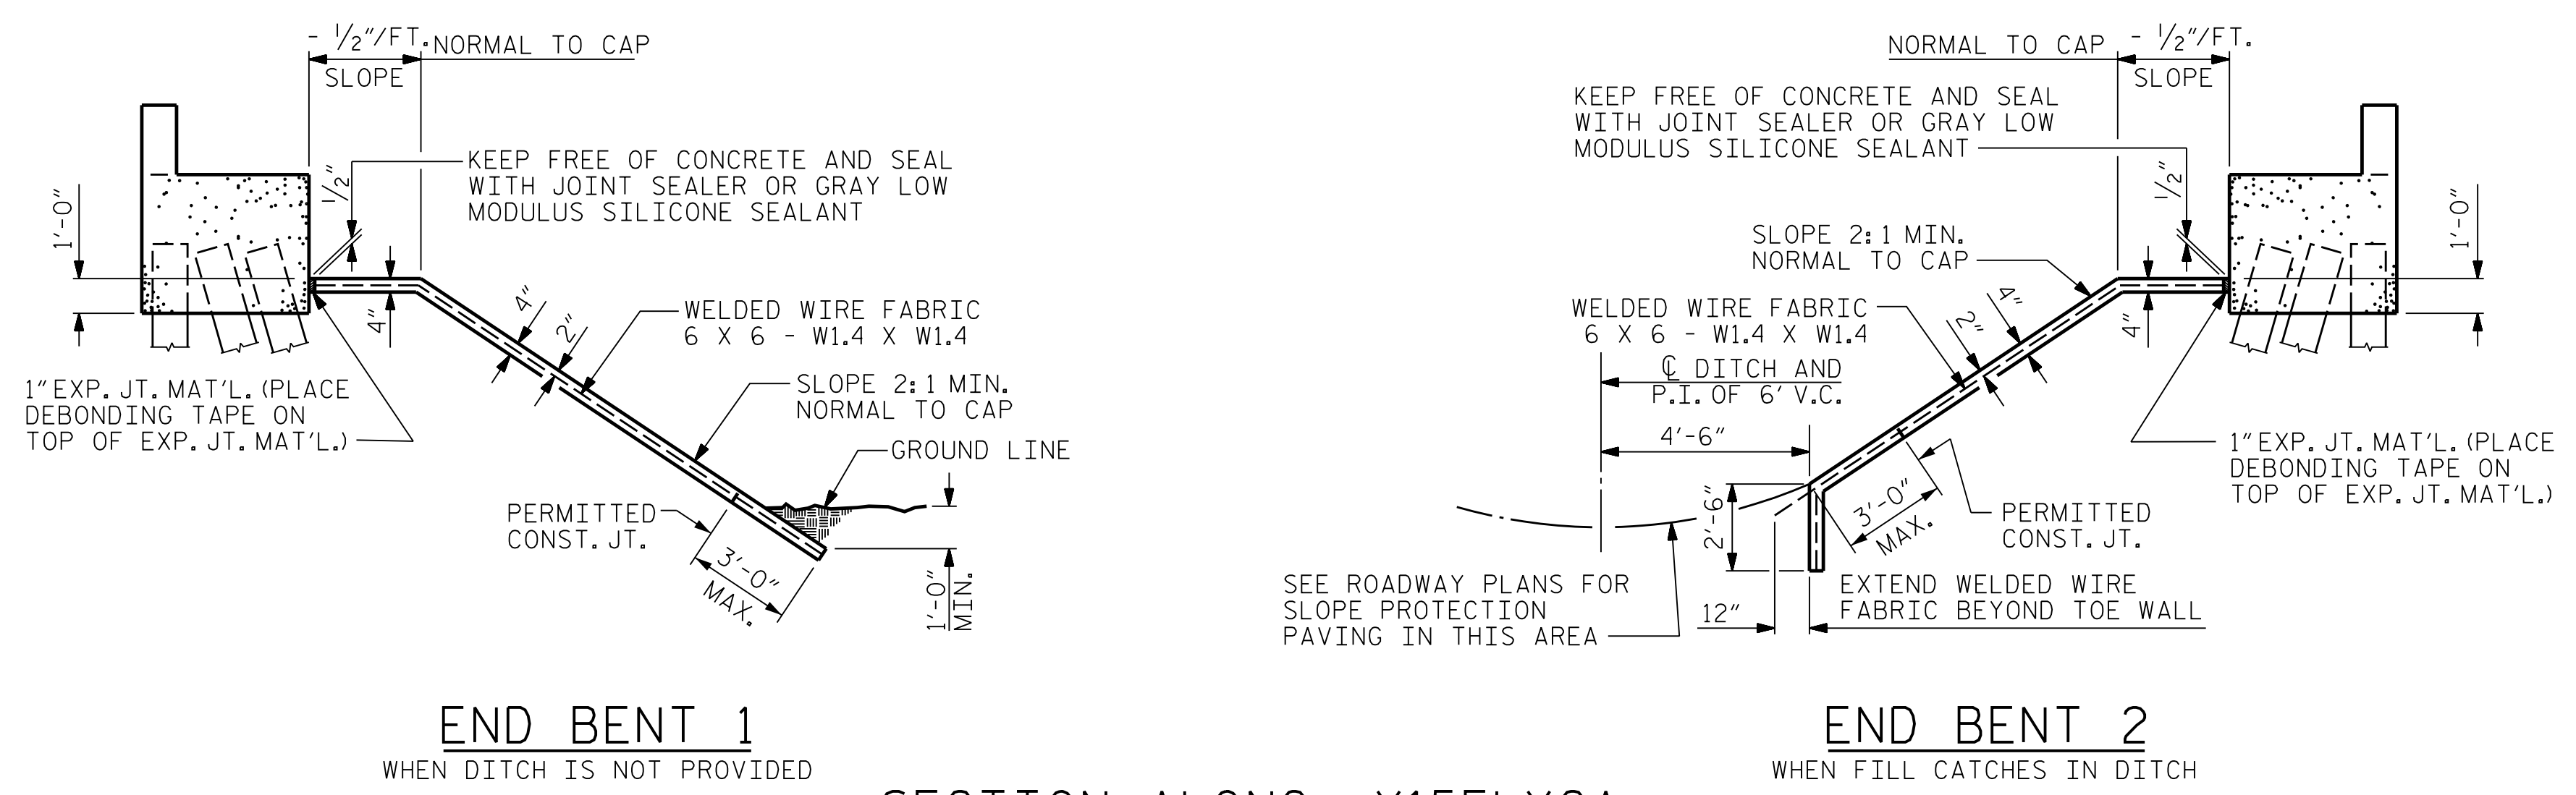 - 1/2"/FT.
NORMAL TO CAP
SLOPE
1/2"
KEEP FREE OF CONCRETE AND SEAL
WITH JOINT SEALER OR GRAY LOW
MODULUS SILICONE SEALANT
1'-0"
4"
4"
2"
WELDED WIRE FABRIC
6 X 6 - W1.4 X W1.4
1" EXP. JT. MAT'L. (PLACE
DEBONDING TAPE ON
TOP OF EXP. JT. MAT'L.)
SLOPE 2:1 MIN.
NORMAL TO CAP
GROUND LINE
PERMITTED
CONST. JT.
3'-0"
MAX.
1'-0"
MIN.
END BENT 1
WHEN DITCH IS NOT PROVIDED
NORMAL TO CAP
- 1/2"/FT.
SLOPE
KEEP FREE OF CONCRETE AND SEAL
WITH JOINT SEALER OR GRAY LOW
MODULUS SILICONE SEALANT
1/2"
1'-0"
SLOPE 2:1 MIN.
NORMAL TO CAP
WELDED WIRE FABRIC
6 X 6 - W1.4 X W1.4
4"
2"
4"
℄ DITCH AND
P.I. OF 6' V.C.
4'-6"
1" EXP. JT. MAT'L. (PLACE
DEBONDING TAPE ON
TOP OF EXP. JT. MAT'L.)
2'-6"
3'-0"
MAX.
PERMITTED
CONST. JT.
SEE ROADWAY PLANS FOR
SLOPE PROTECTION
PAVING IN THIS AREA
12"
EXTEND WELDED WIRE
FABRIC BEYOND TOE WALL
END BENT 2
WHEN FILL CATCHES IN DITCH
SECTION ALONG